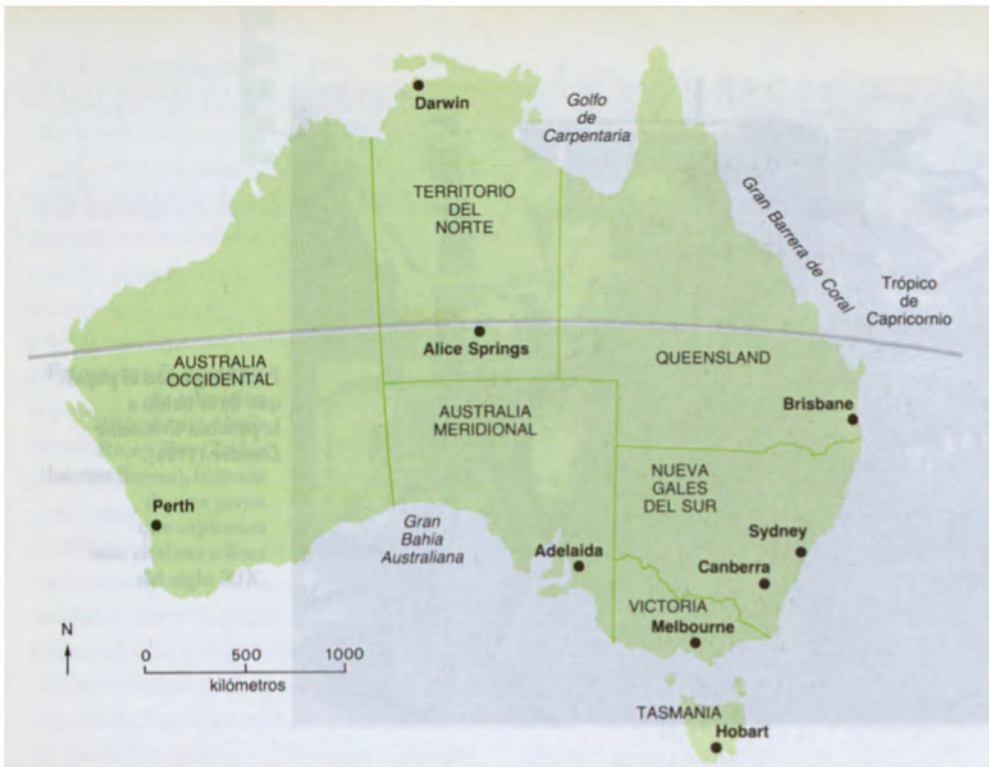 Darwin
Golfo
de
Carpentaria
TERRITORIO
DEL
NORTE
Gran Barrera de Coral
Trópico
de
Capricornio
Alice Springs
AUSTRALIA
OCCIDENTAL
QUEENSLAND
AUSTRALIA
MERIDIONAL
Brisbane
NUEVA
GALES
DEL SUR
Perth
Gran
Bahía
Australiana
Adelaida
Sydney
Canberra
VICTORIA
Melbourne
N
0 500 1000
kilómetros
TASMANIA
Hobart